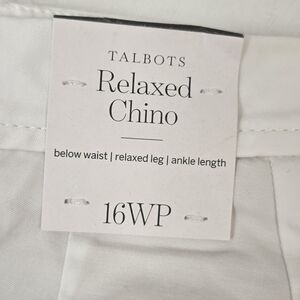 TALBOTS
Relaxed
Chino
below waist | relaxed leg | ankle length
16WP